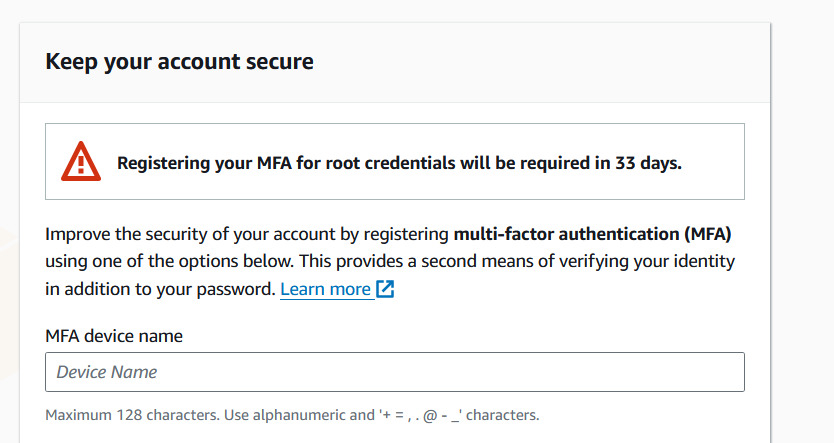 Keep your account secure
Registering your MFA for root credentials will be required in 33 days.
Improve the security of your account by registering multi-factor authentication (MFA)
using one of the options below. This provides a second means of verifying your identity
in addition to your password. Learn more
MFA device name
Device Name
Maximum 128 characters. Use alphanumeric and '+ = , . @ - _' characters.